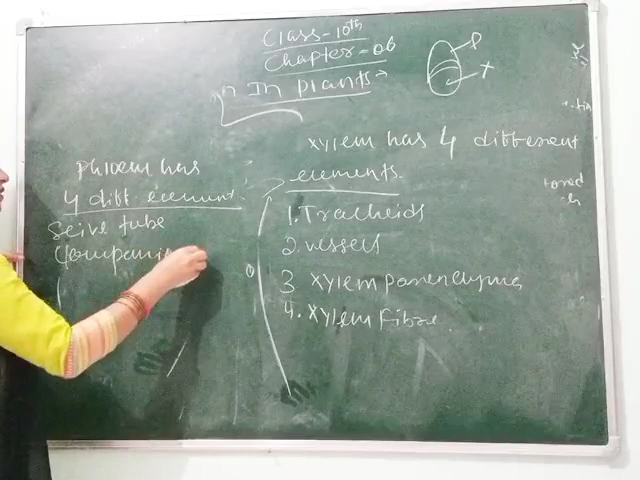 Class-10th
Chapter-06
"In plants"
P
x
xylem has 4 different
elements.
1. Tracheids
2. vessels
3 xylem parenchyma
4. xylem fibre.
phloem has
4 diff. element.
Seive tube
Compani